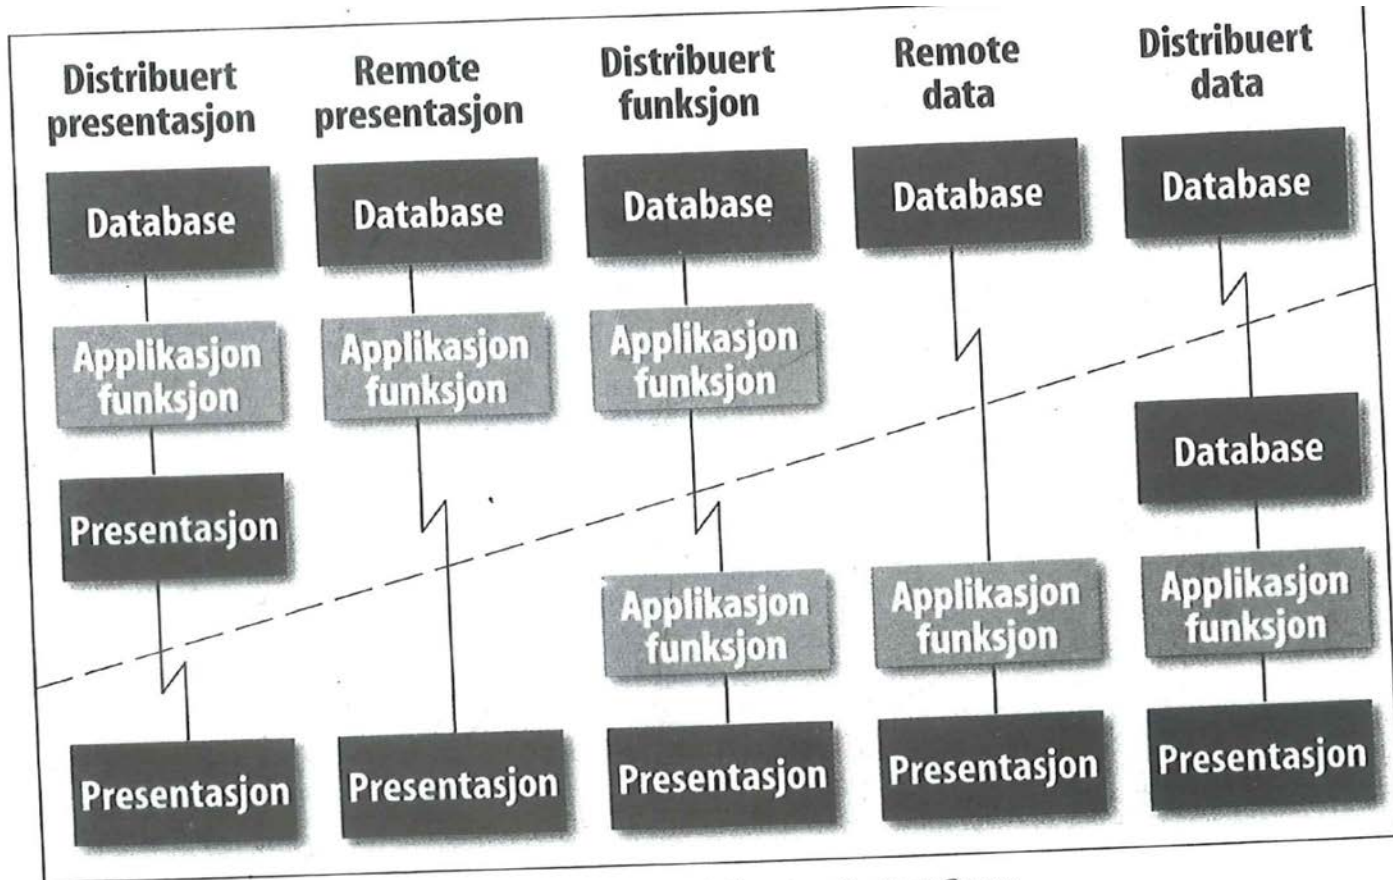 Distribuert
presentasjon
Remote
presentasjon
Distribuert
funksjon
Remote
data
Distribuert
data
Database
Database
Database
Database
Database
Applikasjon
funksjon
Applikasjon
funksjon
Applikasjon
funksjon
Database
Presentasjon
Applikasjon
funksjon
Applikasjon
funksjon
Applikasjon
funksjon
Presentasjon
Presentasjon
Presentasjon
Presentasjon
Presentasjon